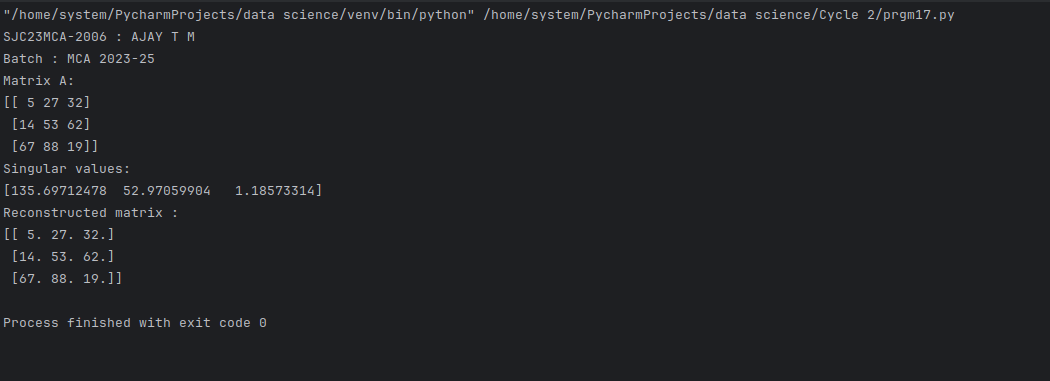 "/home/system/PycharmProjects/data science/venv/bin/python" /home/system/PycharmProjects/data science/Cycle 2/prgm17.py
SJC23MCA-2006 : AJAY T M
Batch : MCA 2023-25
Matrix A:
[[ 5 27 32]
 [14 53 62]
 [67 88 19]]
Singular values:
[135.69712478  52.97059904   1.18573314]
Reconstructed matrix :
[[ 5. 27. 32.]
 [14. 53. 62.]
 [67. 88. 19.]]
Process finished with exit code 0